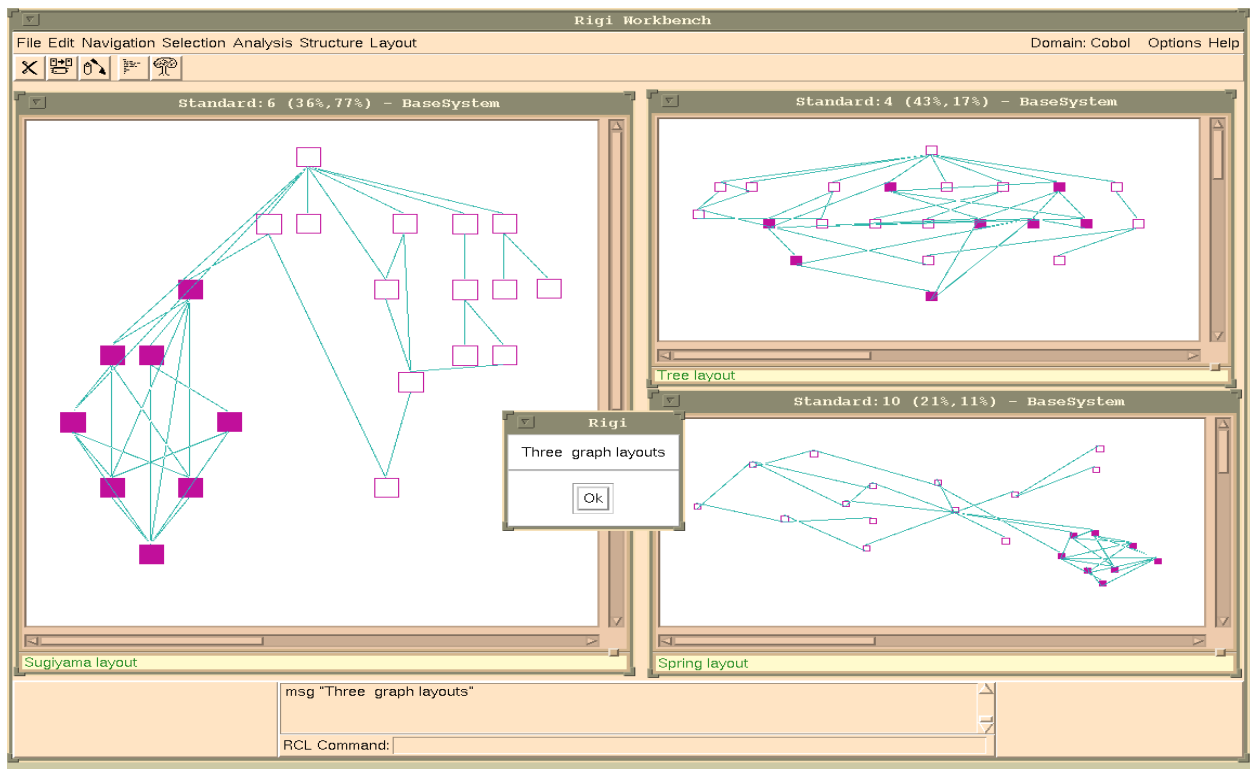 Rigi Workbench
File Edit Navigation Selection Analysis Structure Layout Domain: Cobol Options Help
Standard:6 (36%,77%) - BaseSystem
Sugiyama layout
Standard:4 (43%,17%) - BaseSystem
Tree layout
Standard:10 (21%,11%) - BaseSystem
Spring layout
Rigi
Three graph layouts
Ok
msg "Three graph layouts"
RCL Command: